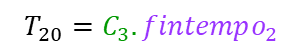 T₂₀ = C₃.fintempo₂